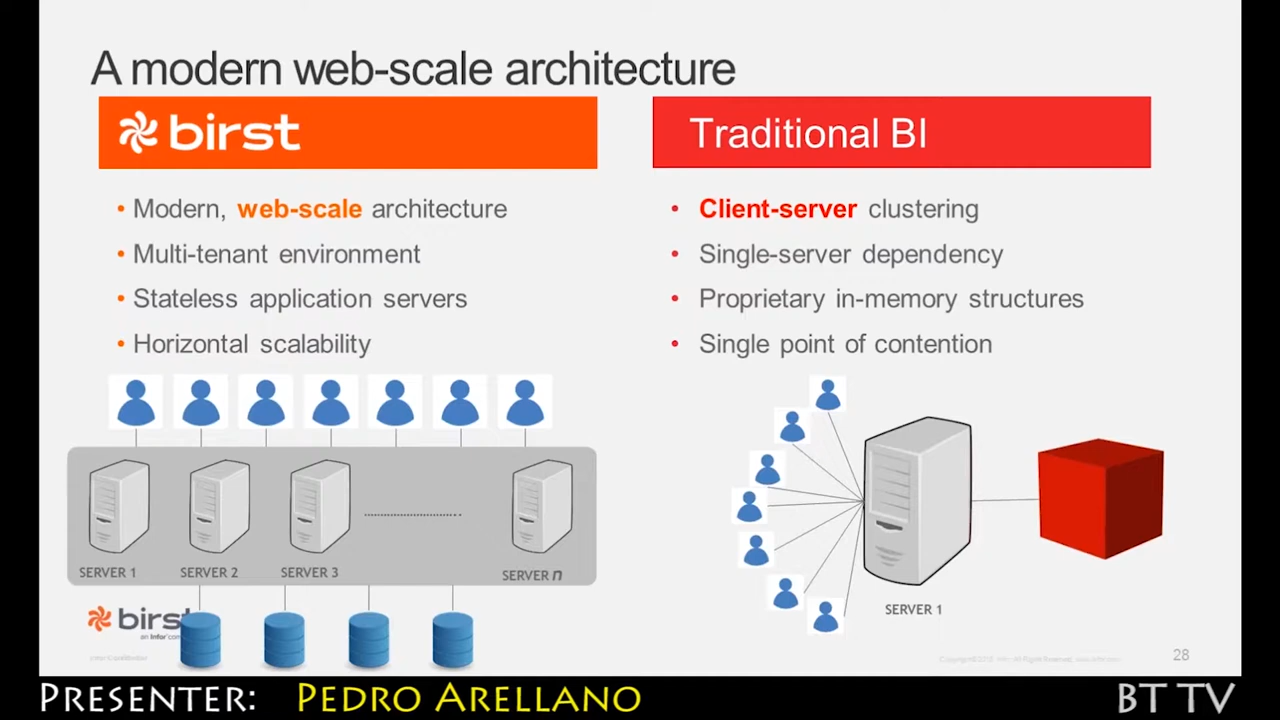 A modern web-scale architecture
birst
• Modern, web-scale architecture
• Multi-tenant environment
• Stateless application servers
• Horizontal scalability
SERVER 1
SERVER 2
SERVER 3
SERVER n
birst
an Infor
Traditional BI
• Client-server clustering
• Single-server dependency
• Proprietary in-memory structures
• Single point of contention
SERVER 1
28
PRESENTER: PEDRO ARELLANO
BT TV